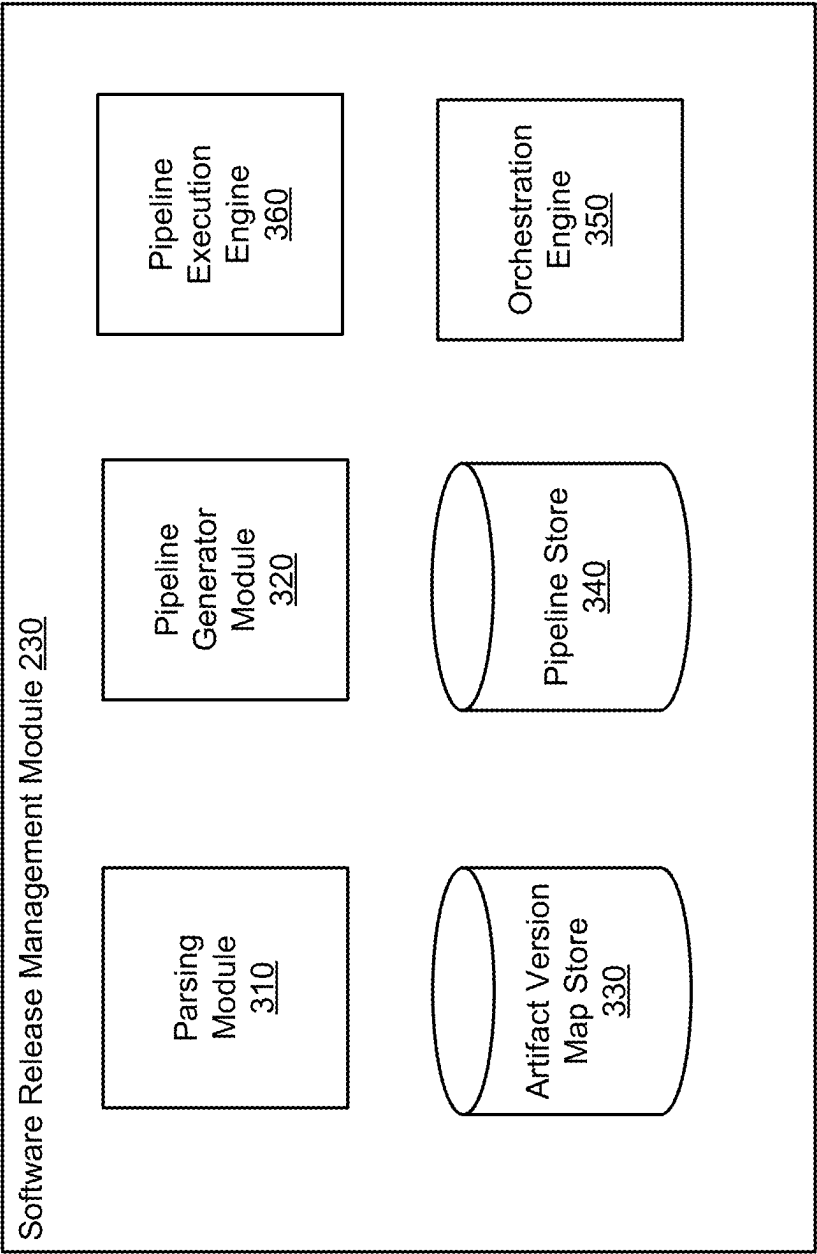 Software Release Management Module 230
Parsing
Module
310
Pipeline
Generator
Module
320
Pipeline
Execution
Engine
360
Artifact Version
Map Store
330
Pipeline Store
340
Orchestration
Engine
350